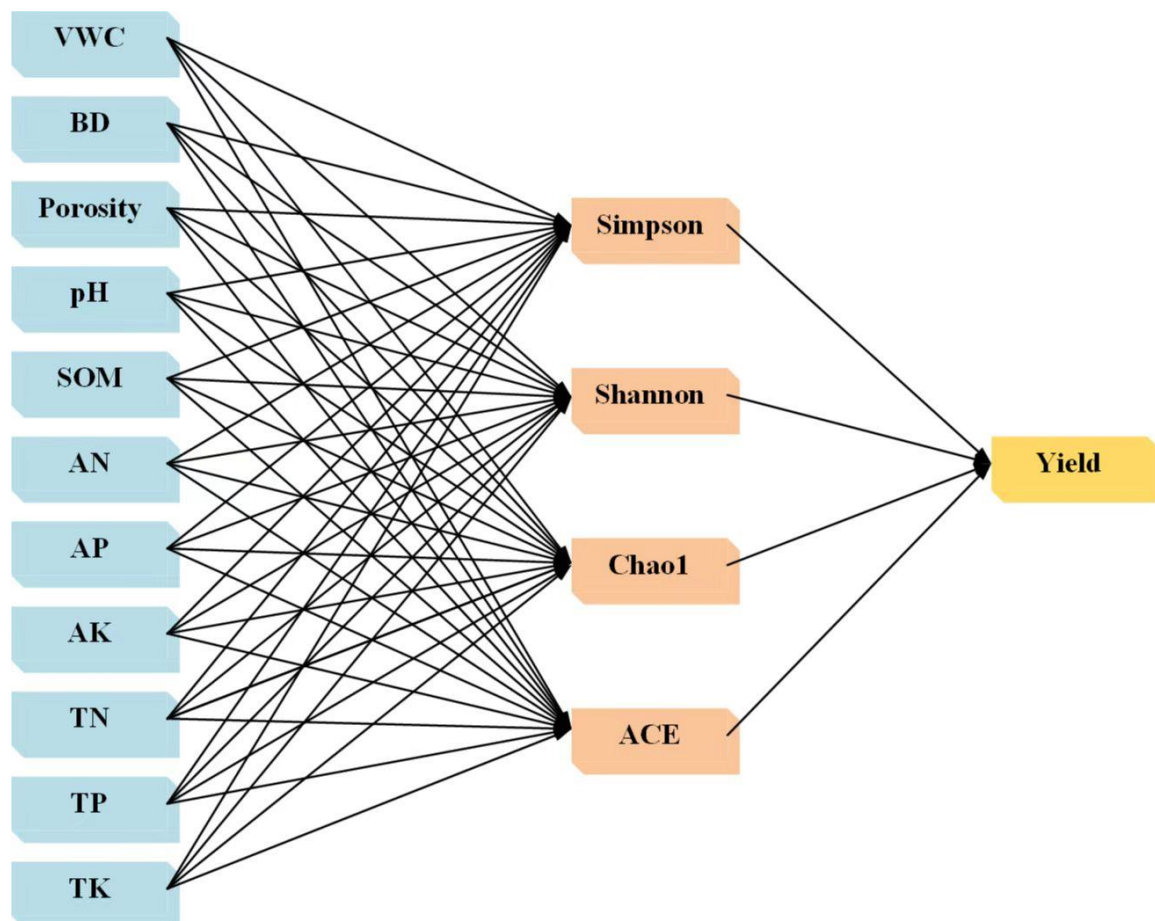 VWC
BD
Porosity
pH
SOM
AN
AP
AK
TN
TP
TK
Simpson
Shannon
Chao1
ACE
Yield